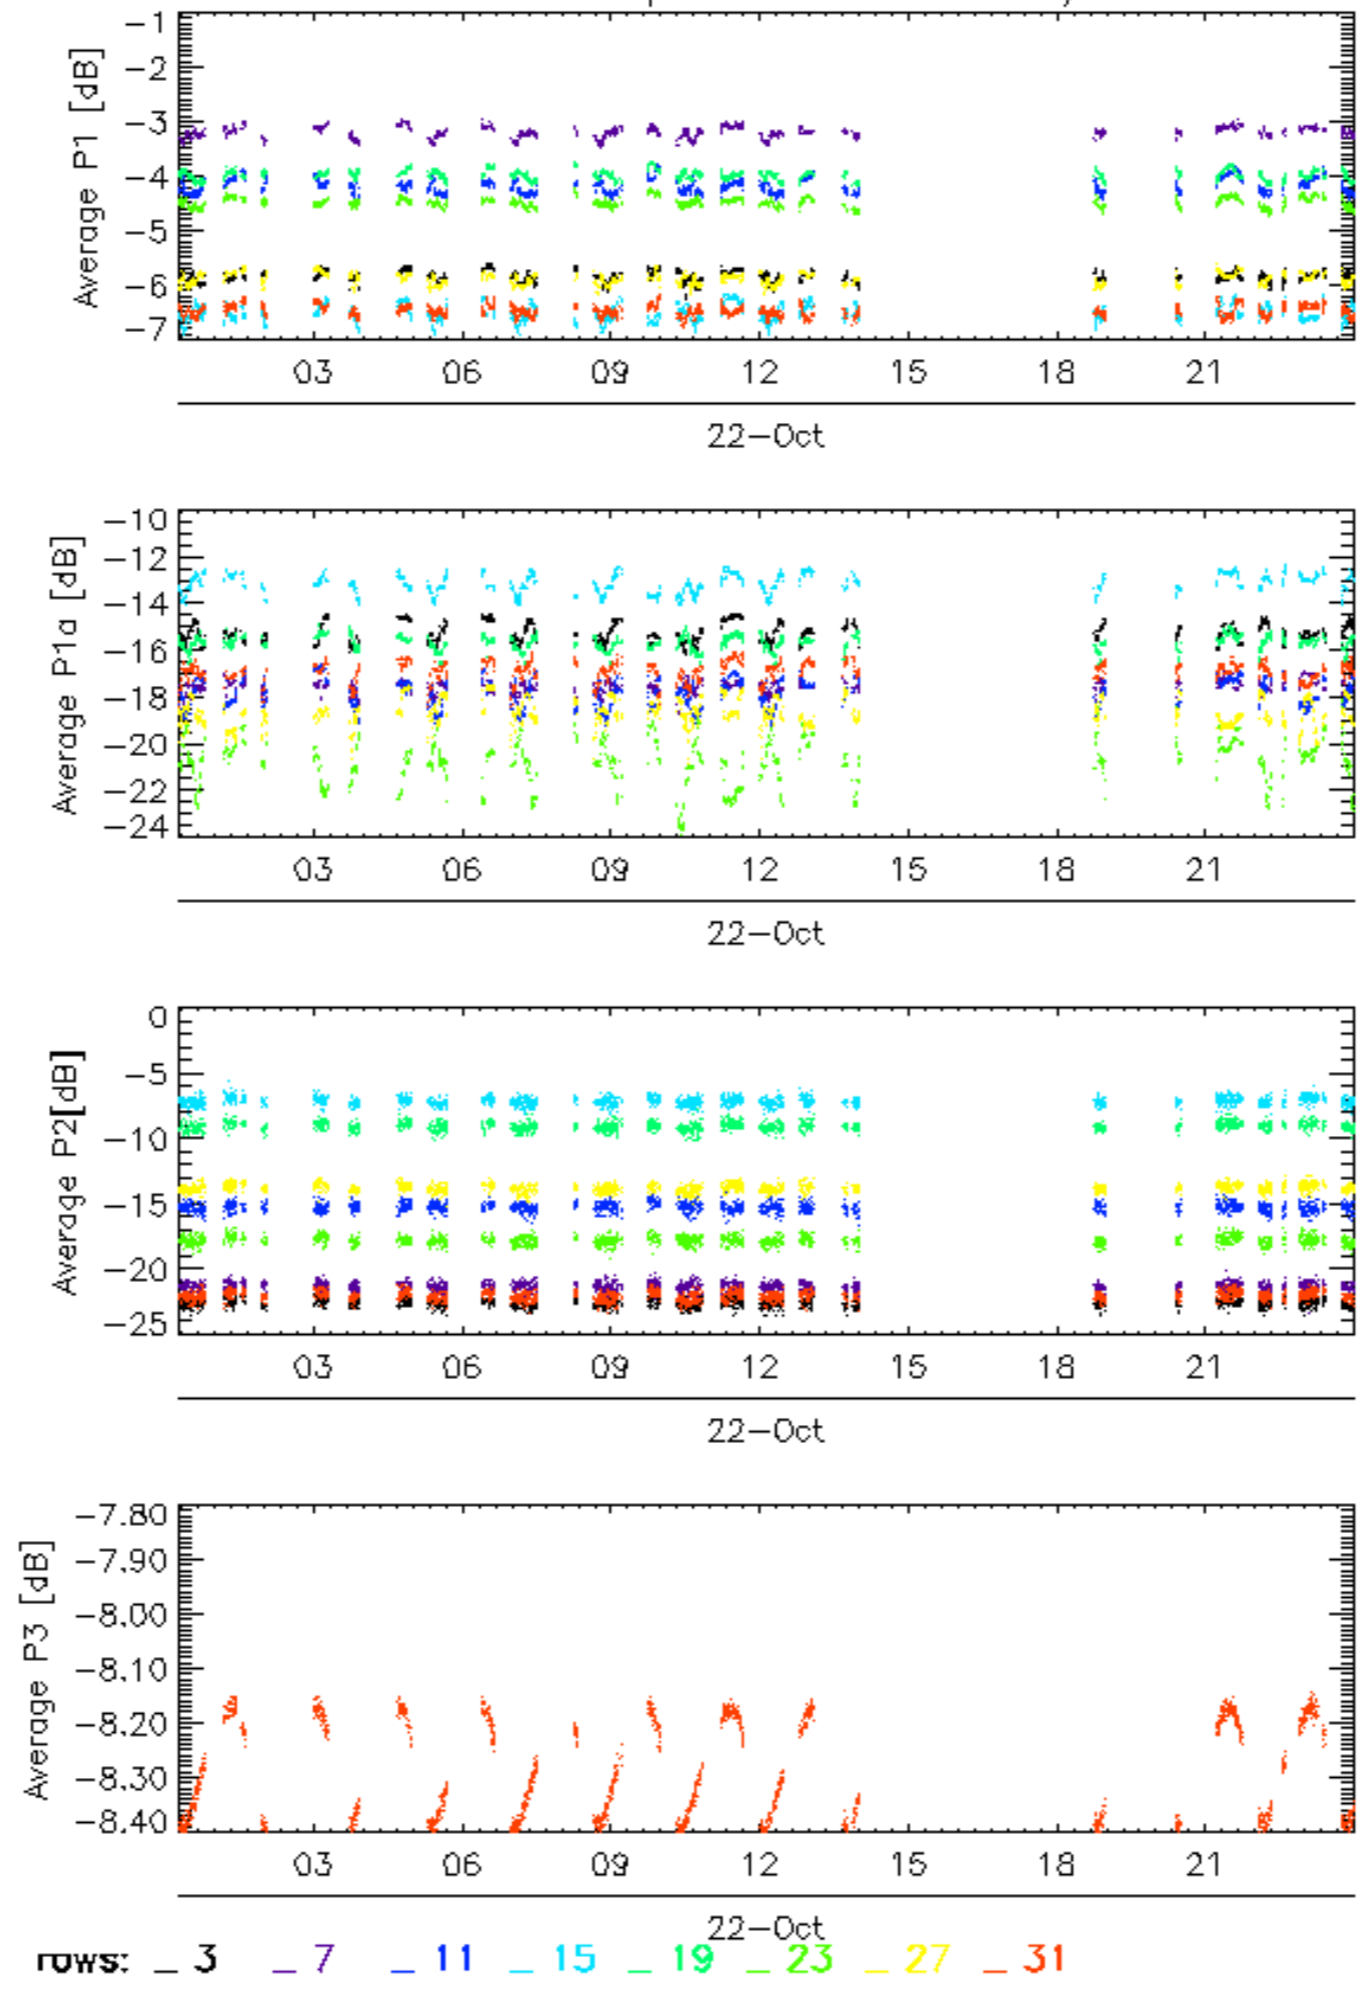 Average P1 [dB]
-1
-2
-3
-4
-5
-6
-7
03 06 09 12 15 18 21
22-Oct
Average P1a [dB]
-10
-12
-14
-16
-18
-20
-22
-24
03 06 09 12 15 18 21
22-Oct
Average P2[dB]
0
-5
-10
-15
-20
-25
03 06 09 12 15 18 21
22-Oct
Average P3 [dB]
-7.80
-7.90
-8.00
-8.10
-8.20
-8.30
-8.40
03 06 09 12 15 18 21
22-Oct
rows: _ 3 _ 7 _ 11 _ 15 _ 19 _ 23 _ 27 _ 31